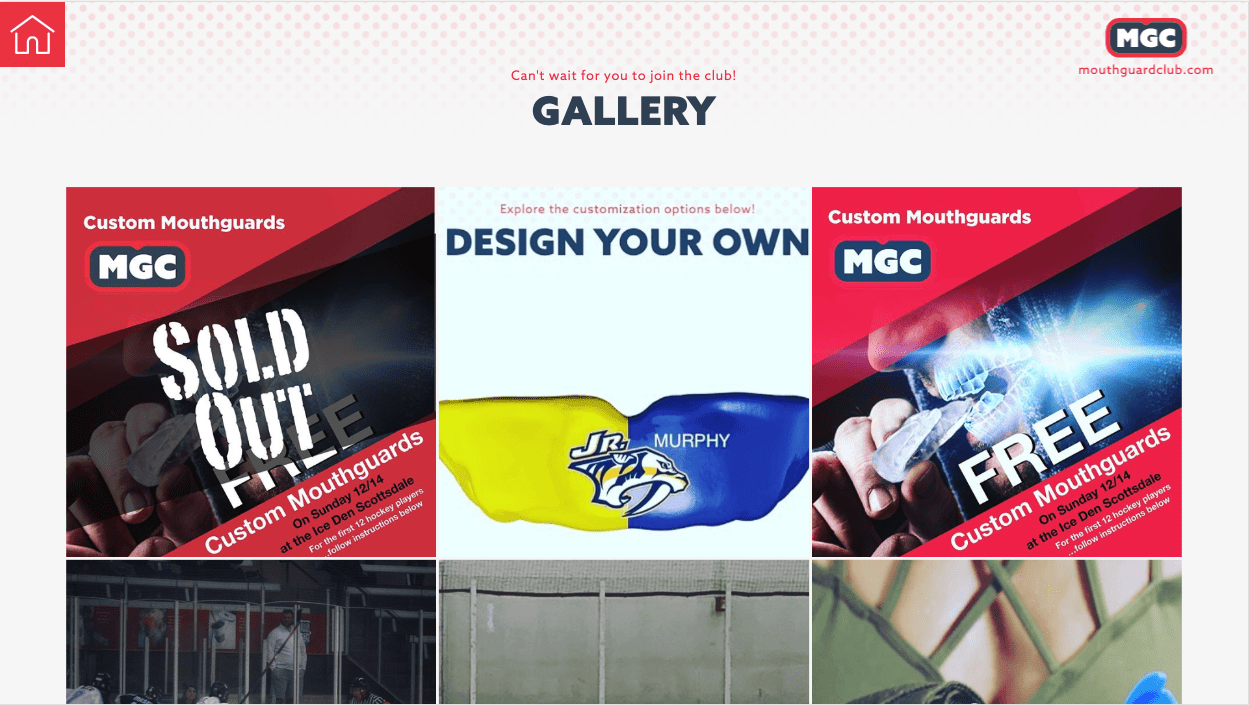 MGC
mouthguardclub.com
Can't wait for you to join the club!
GALLERY
Custom Mouthguards
MGC
SOLD
OUT
FREE
Custom Mouthguards
On Sunday 12/14
at the Ice Den Scottsdale
For the first 12 hockey players
...follow instructions below
Explore the customization options below!
DESIGN YOUR OWN
JR.
MURPHY
Custom Mouthguards
MGC
FREE
Custom Mouthguards
On Sunday 12/14
at the Ice Den Scottsdale
For the first 12 hockey players
...follow instructions below